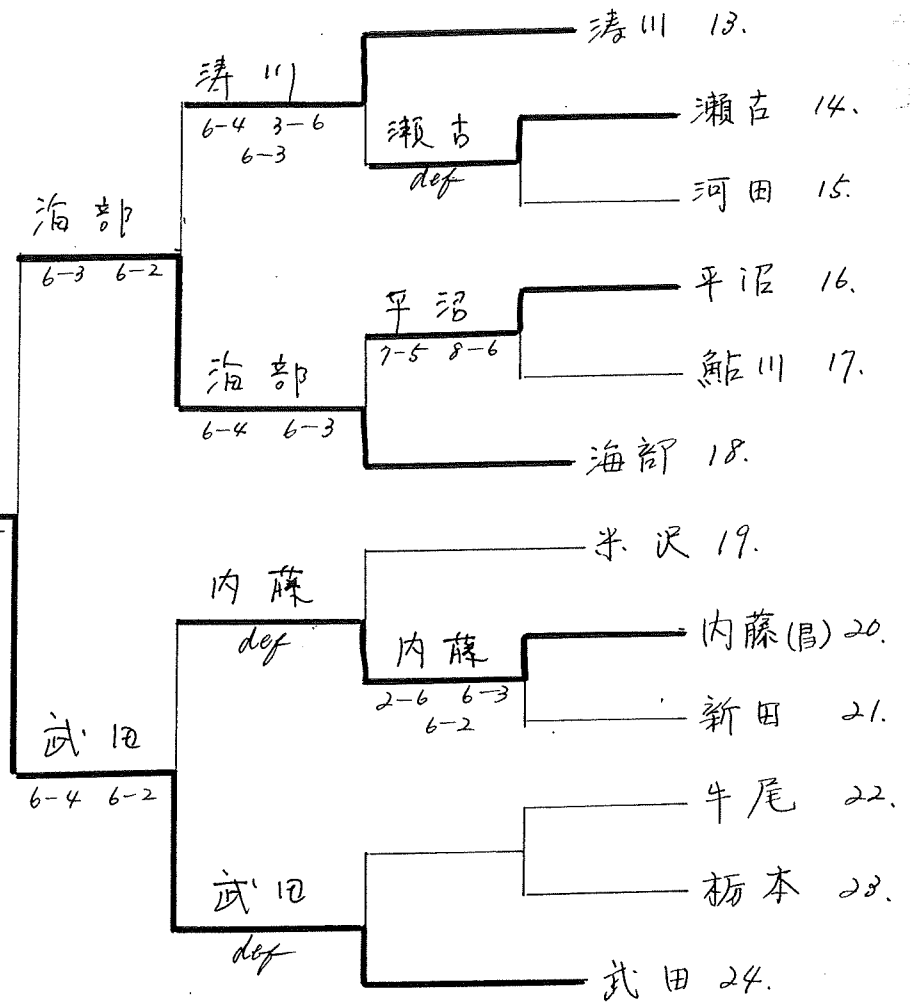 涛川 13.
涛川
6-4 3-6
6-3
瀬古 14.
瀬古
def
河田 15.
海部
6-3 6-2
平沼 16.
平沼
7-5 8-6
鮎川 17.
海部
6-4 6-3
海部 18.
米沢 19.
内藤
def
内藤(昌) 20.
内藤
2-6 6-3
6-2
新田 21.
武田
6-4 6-2
牛尾 22.
栃本 23.
武田
def
武田 24.